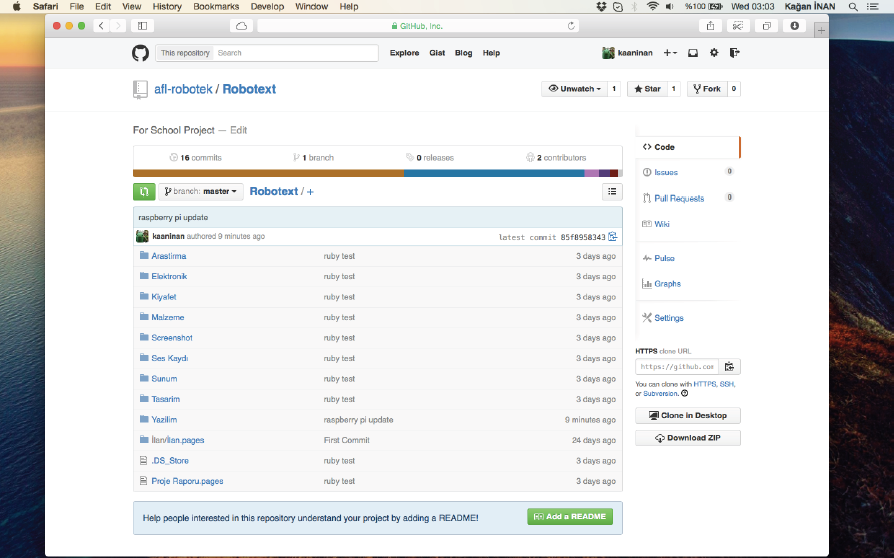 Safari File Edit View History Bookmarks Develop Window Help %100 Wed 03:03 Kağan İNAN
GitHub, Inc.
This repository Search Explore Gist Blog Help kaaninan
afl-robotek / Robotext Unwatch 1 Star 1 Fork 0
For School Project — Edit
16 commits 1 branch 0 releases 2 contributors
branch: master Robotext / +
raspberry pi update
kaaninan authored 9 minutes ago latest commit 85f8958343
Arastirma ruby test 3 days ago
Elektronik ruby test 3 days ago
Kiyafet ruby test 3 days ago
Malzeme ruby test 3 days ago
Screenshot ruby test 3 days ago
Ses Kaydı ruby test 3 days ago
Sunum ruby test 3 days ago
Tasarim ruby test 3 days ago
Yazilim raspberry pi update 9 minutes ago
İlan/İlan.pages First Commit 24 days ago
.DS_Store ruby test 3 days ago
Proje Raporu.pages ruby test 3 days ago
Help people interested in this repository understand your project by adding a README! Add a README
Code
Issues 0
Pull Requests 0
Wiki
Pulse
Graphs
Settings
HTTPS clone URL
https://github.com
You can clone with HTTPS, SSH,
or Subversion.
Clone in Desktop
Download ZIP